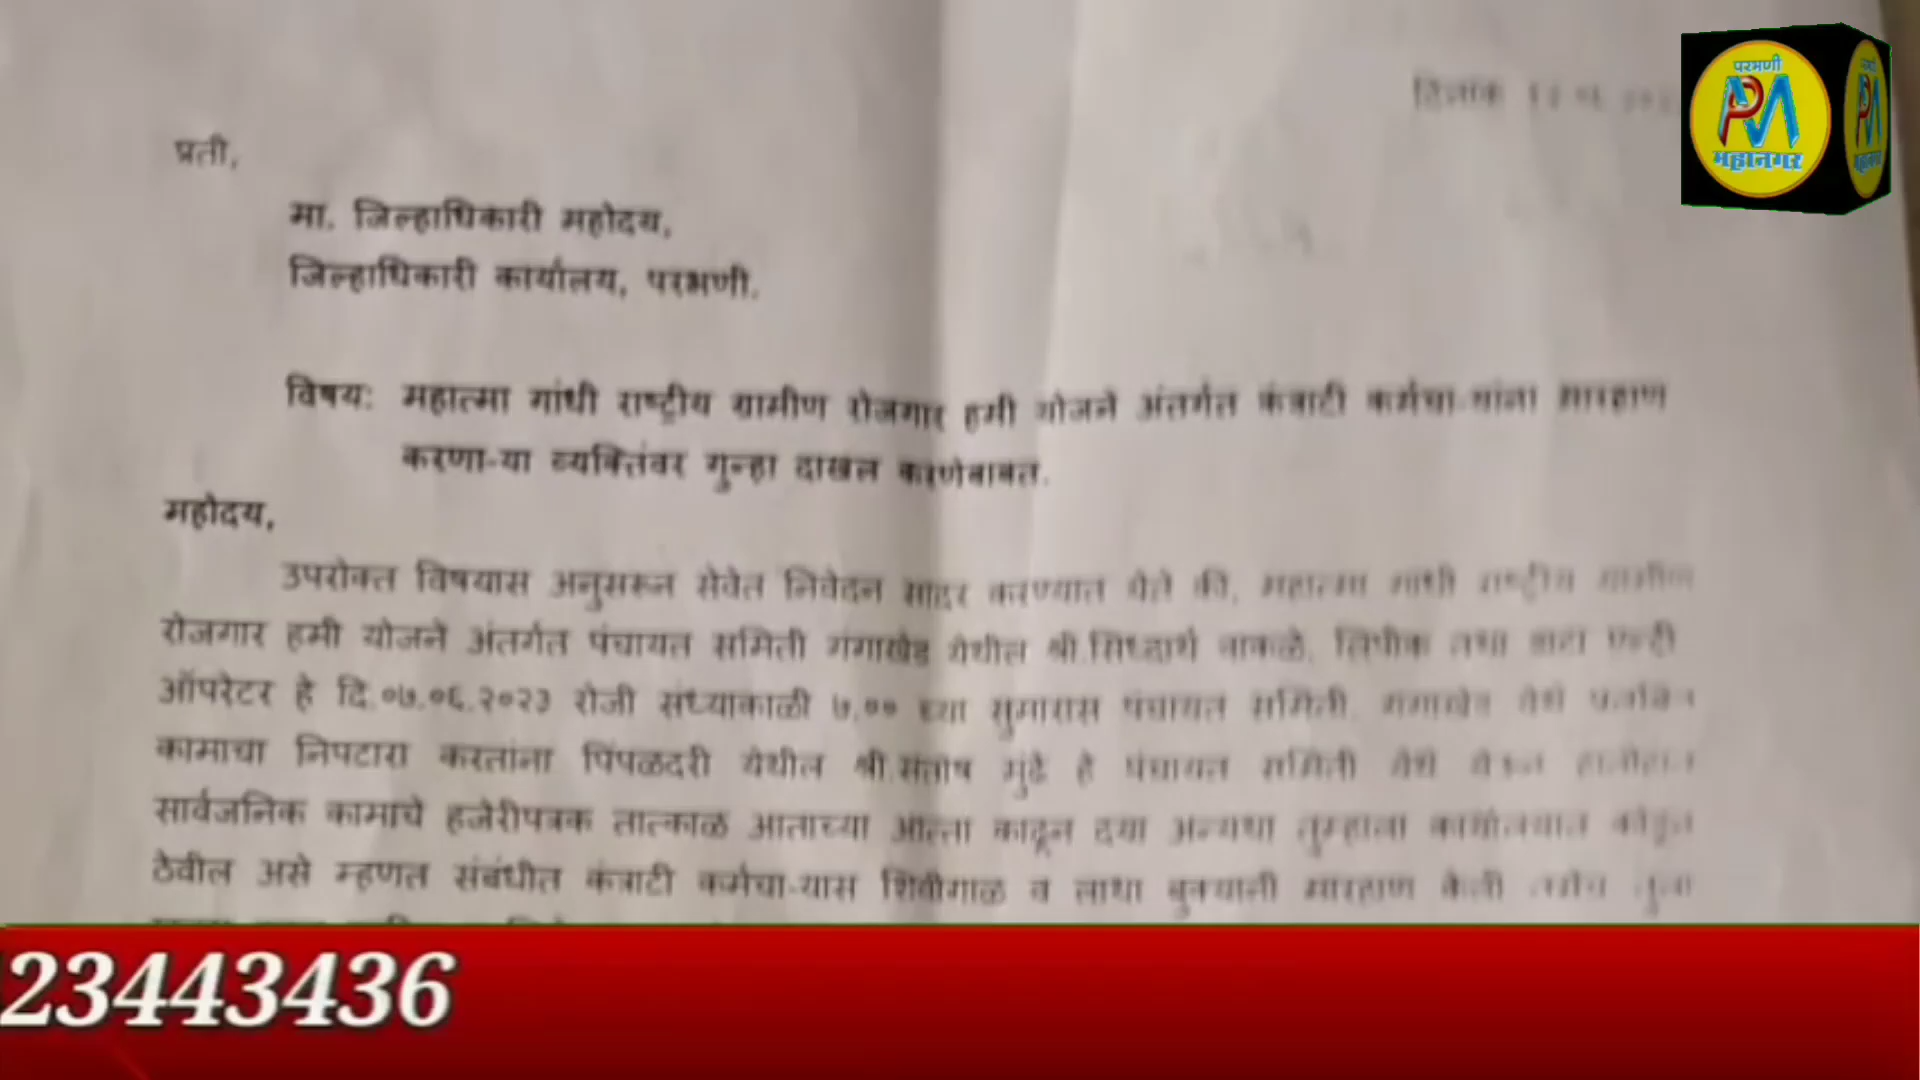 परभणी
महानगर
दिनांक
प्रती,
मा. जिल्हाधिकारी महोदय,
जिल्हाधिकारी कार्यालय, परभणी.
विषय: महात्मा गांधी राष्ट्रीय ग्रामीण रोजगार हमी योजने अंतर्गत कंत्राटी कर्मचा-यांना मारहाण
करणा-या व्यक्तिंवर गुन्हा दाखल करणेबाबत.
महोदय,
उपरोक्त विषयास अनुसरून सेवेत निवेदन सादर करण्यात येते की, महात्मा गांधी राष्ट्रीय ग्रामीण
रोजगार हमी योजने अंतर्गत पंचायत समिती गंगाखेड येथील श्री.सिध्दार्थ वाकळे, लिपीक तथा डाटा एन्ट्री
ऑपरेटर हे दि.०७.०६.२०२३ रोजी संध्याकाळी ७.०० च्या सुमारास पंचायत समिती, गंगाखेड येथे
कामाचा निपटारा करतांना पिंपळदरी येथील श्री.संतोष मुंढे हे पंचायत समिती येथे येऊन
सार्वजनिक कामाचे हजेरीपत्रक तात्काळ आताच्या आत्ता काढून दया अन्यथा तुम्हाला कार्यालयात कोंडून
ठेवील असे म्हणत संबंधीत कंत्राटी कर्मचा-यास शिवीगाळ व लाथा बुक्यानी मारहाण केली तसेच
23443436